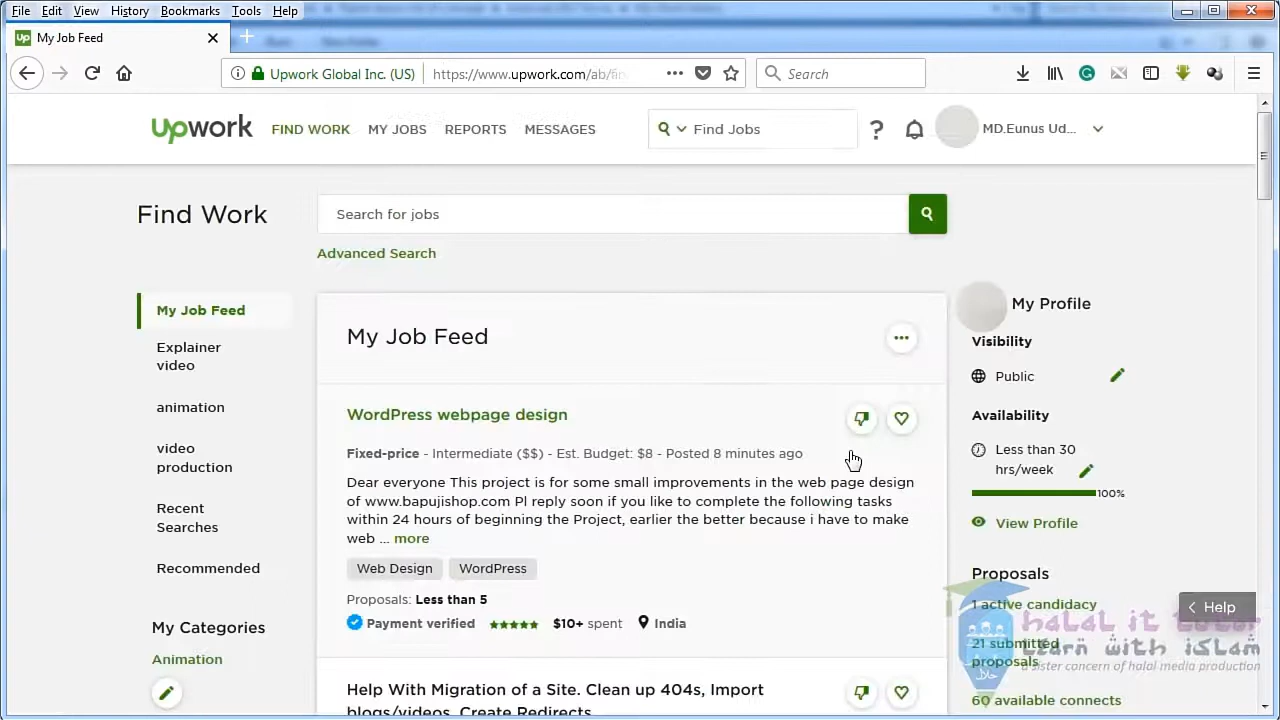 File Edit View History Bookmarks Tools Help
Up My Job Feed
Upwork Global Inc. (US) https://www.upwork.com/ab/fin Search
upwork FIND WORK MY JOBS REPORTS MESSAGES Find Jobs ? MD.Eunus Ud...
Find Work
Search for jobs
Advanced Search
My Job Feed
Explainer
video
animation
video
production
Recent
Searches
Recommended
My Categories
Animation
My Job Feed
WordPress webpage design
Fixed-price - Intermediate ($$) - Est. Budget: $8 - Posted 8 minutes ago
Dear everyone This project is for some small improvements in the web page design
of www.bapujishop.com Pl reply soon if you like to complete the following tasks
within 24 hours of beginning the Project, earlier the better because i have to make
web ... more
Web Design WordPress
Proposals: Less than 5
Payment verified $10+ spent India
Help With Migration of a Site. Clean up 404s, Import
blogs/videos, Create Redirects
My Profile
Visibility
Public
Availability
Less than 30
hrs/week
100%
View Profile
Proposals
1 active candidacy
21 submitted
proposals
60 available connects
Help
halal it tutor
learn with islam
a sister concern of halal media production